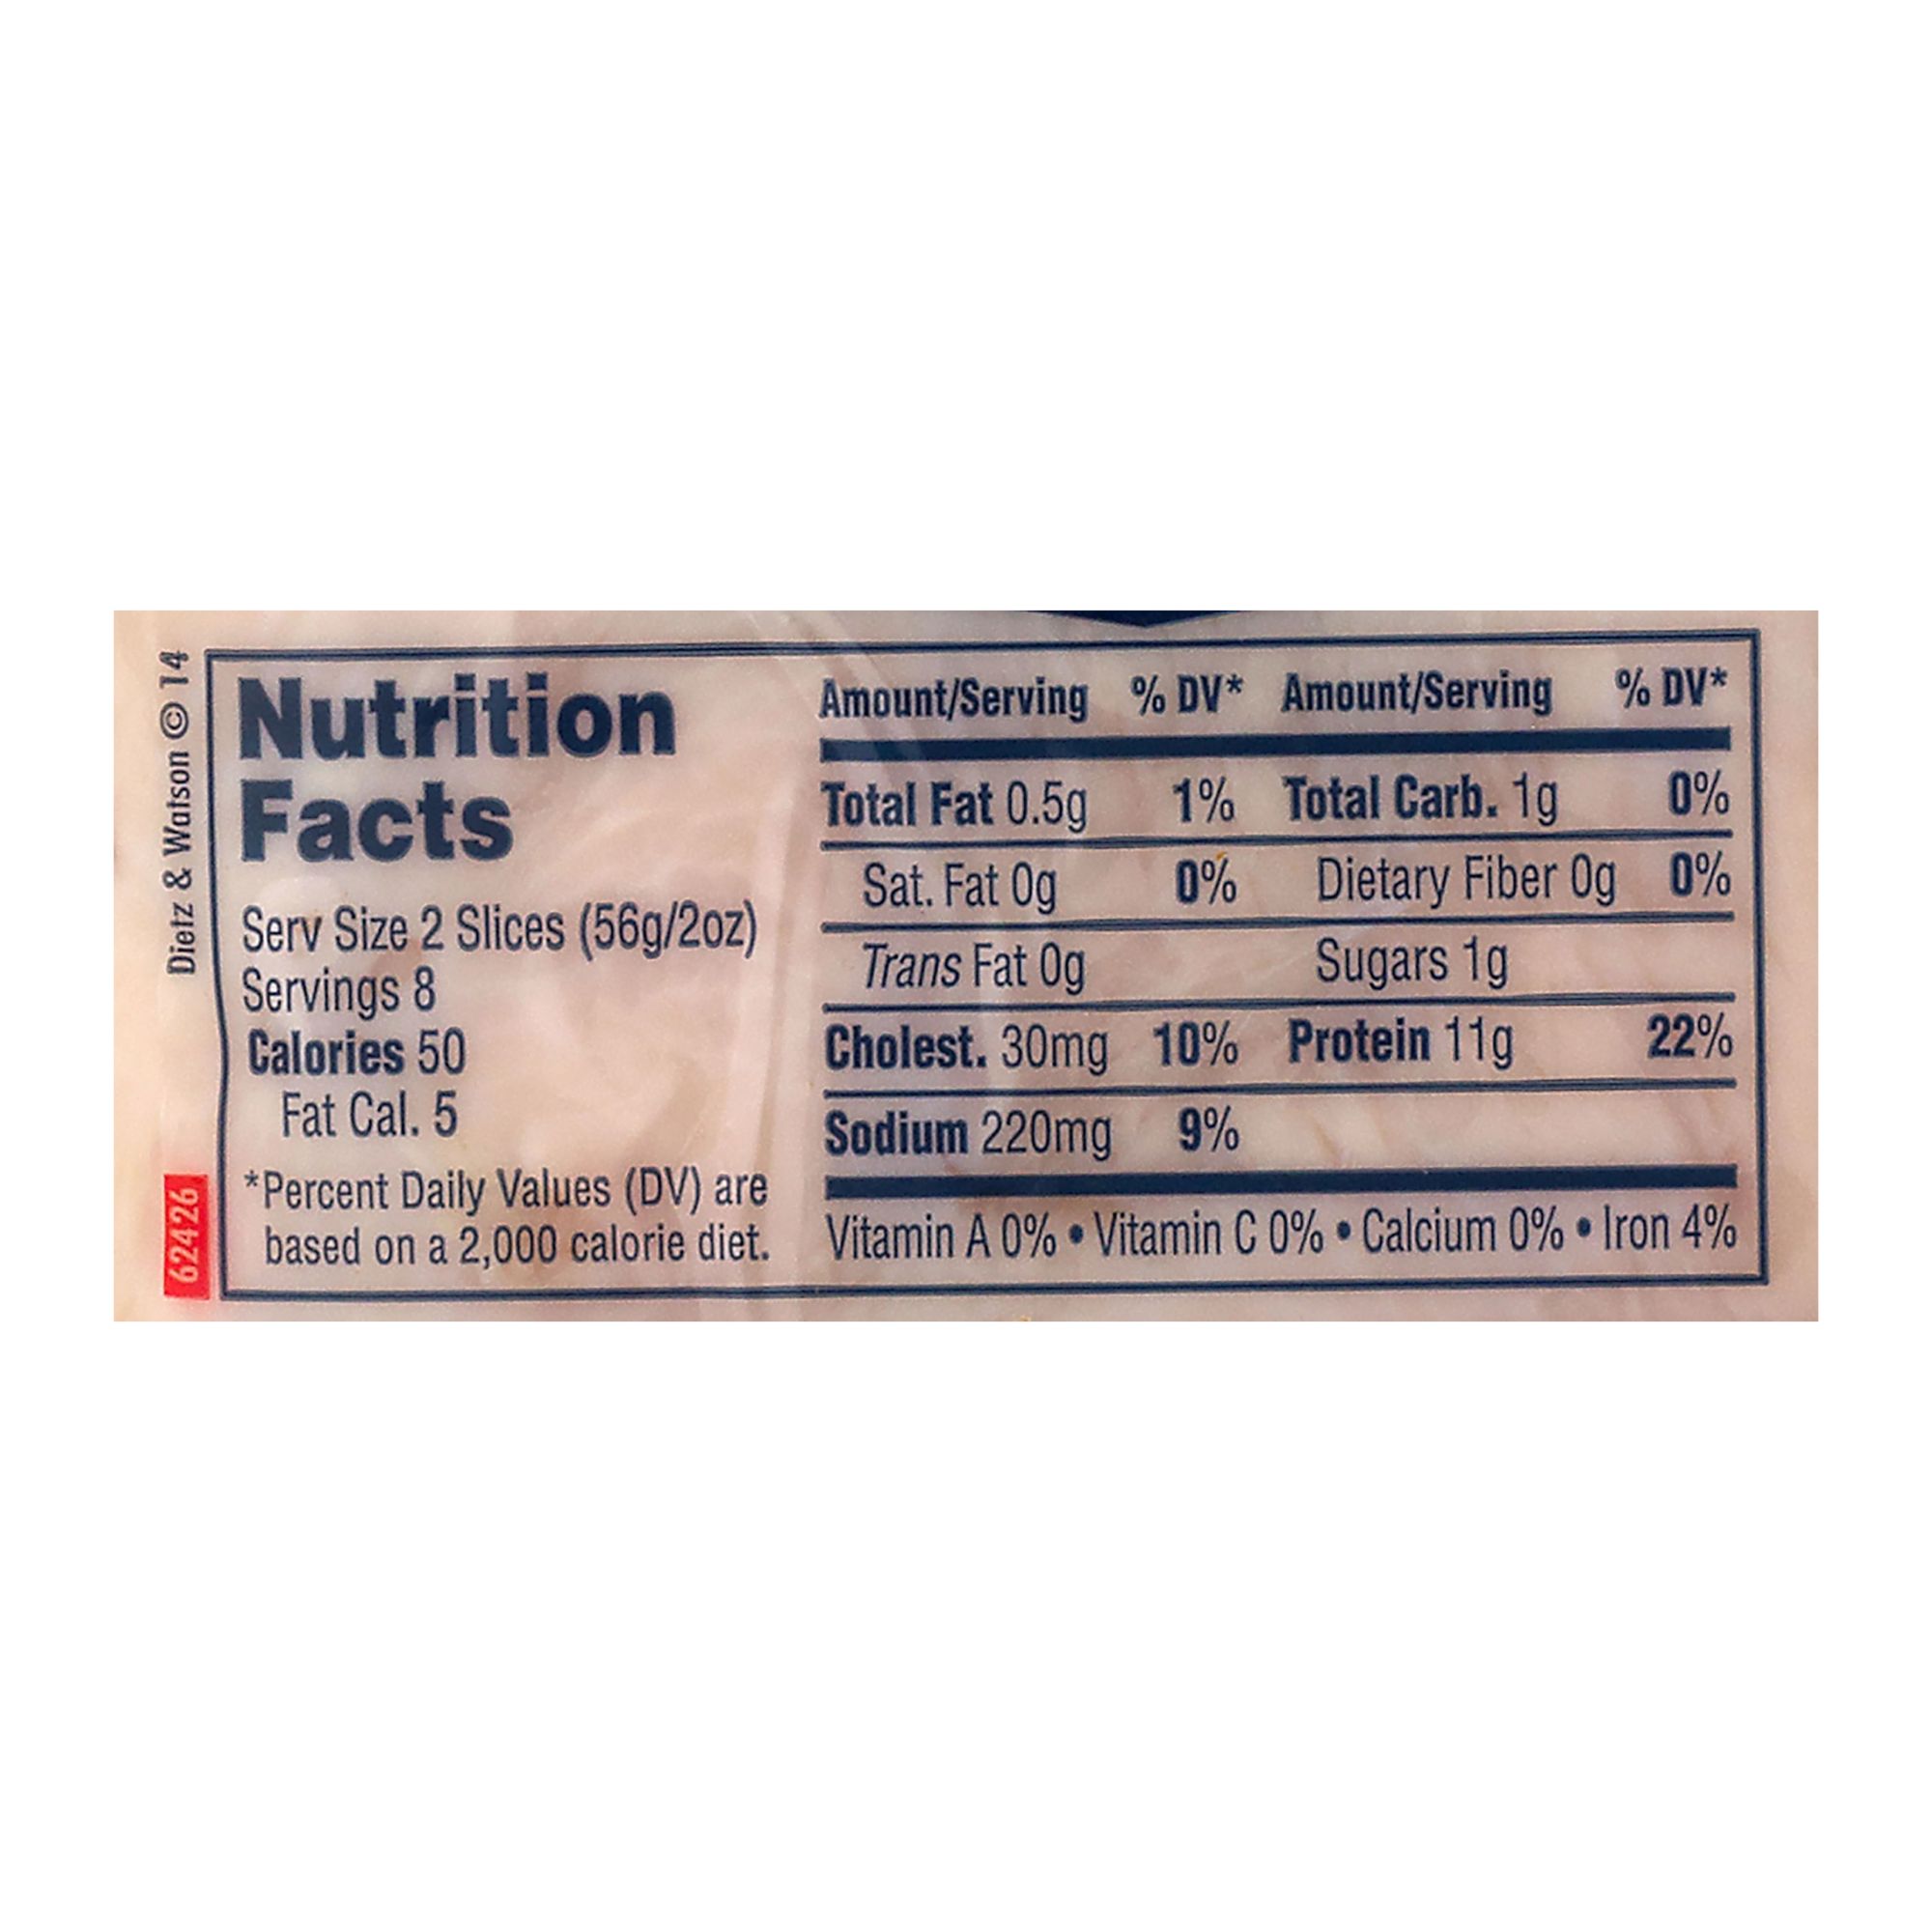 Dietz & Watson © 14
624426
Nutrition
Facts
Serv Size 2 Slices (56g/2oz)
Servings 8
Calories 50
Fat Cal. 5
*Percent Daily Values (DV) are
based on a 2,000 calorie diet.
Amount/Serving % DV* Amount/Serving % DV*
Total Fat 0.5g 1% Total Carb. 1g 0%
Sat. Fat 0g 0% Dietary Fiber 0g 0%
Trans Fat 0g Sugars 1g
Cholest. 30mg 10% Protein 11g 22%
Sodium 220mg 9%
Vitamin A 0% • Vitamin C 0% • Calcium 0% • Iron 4%